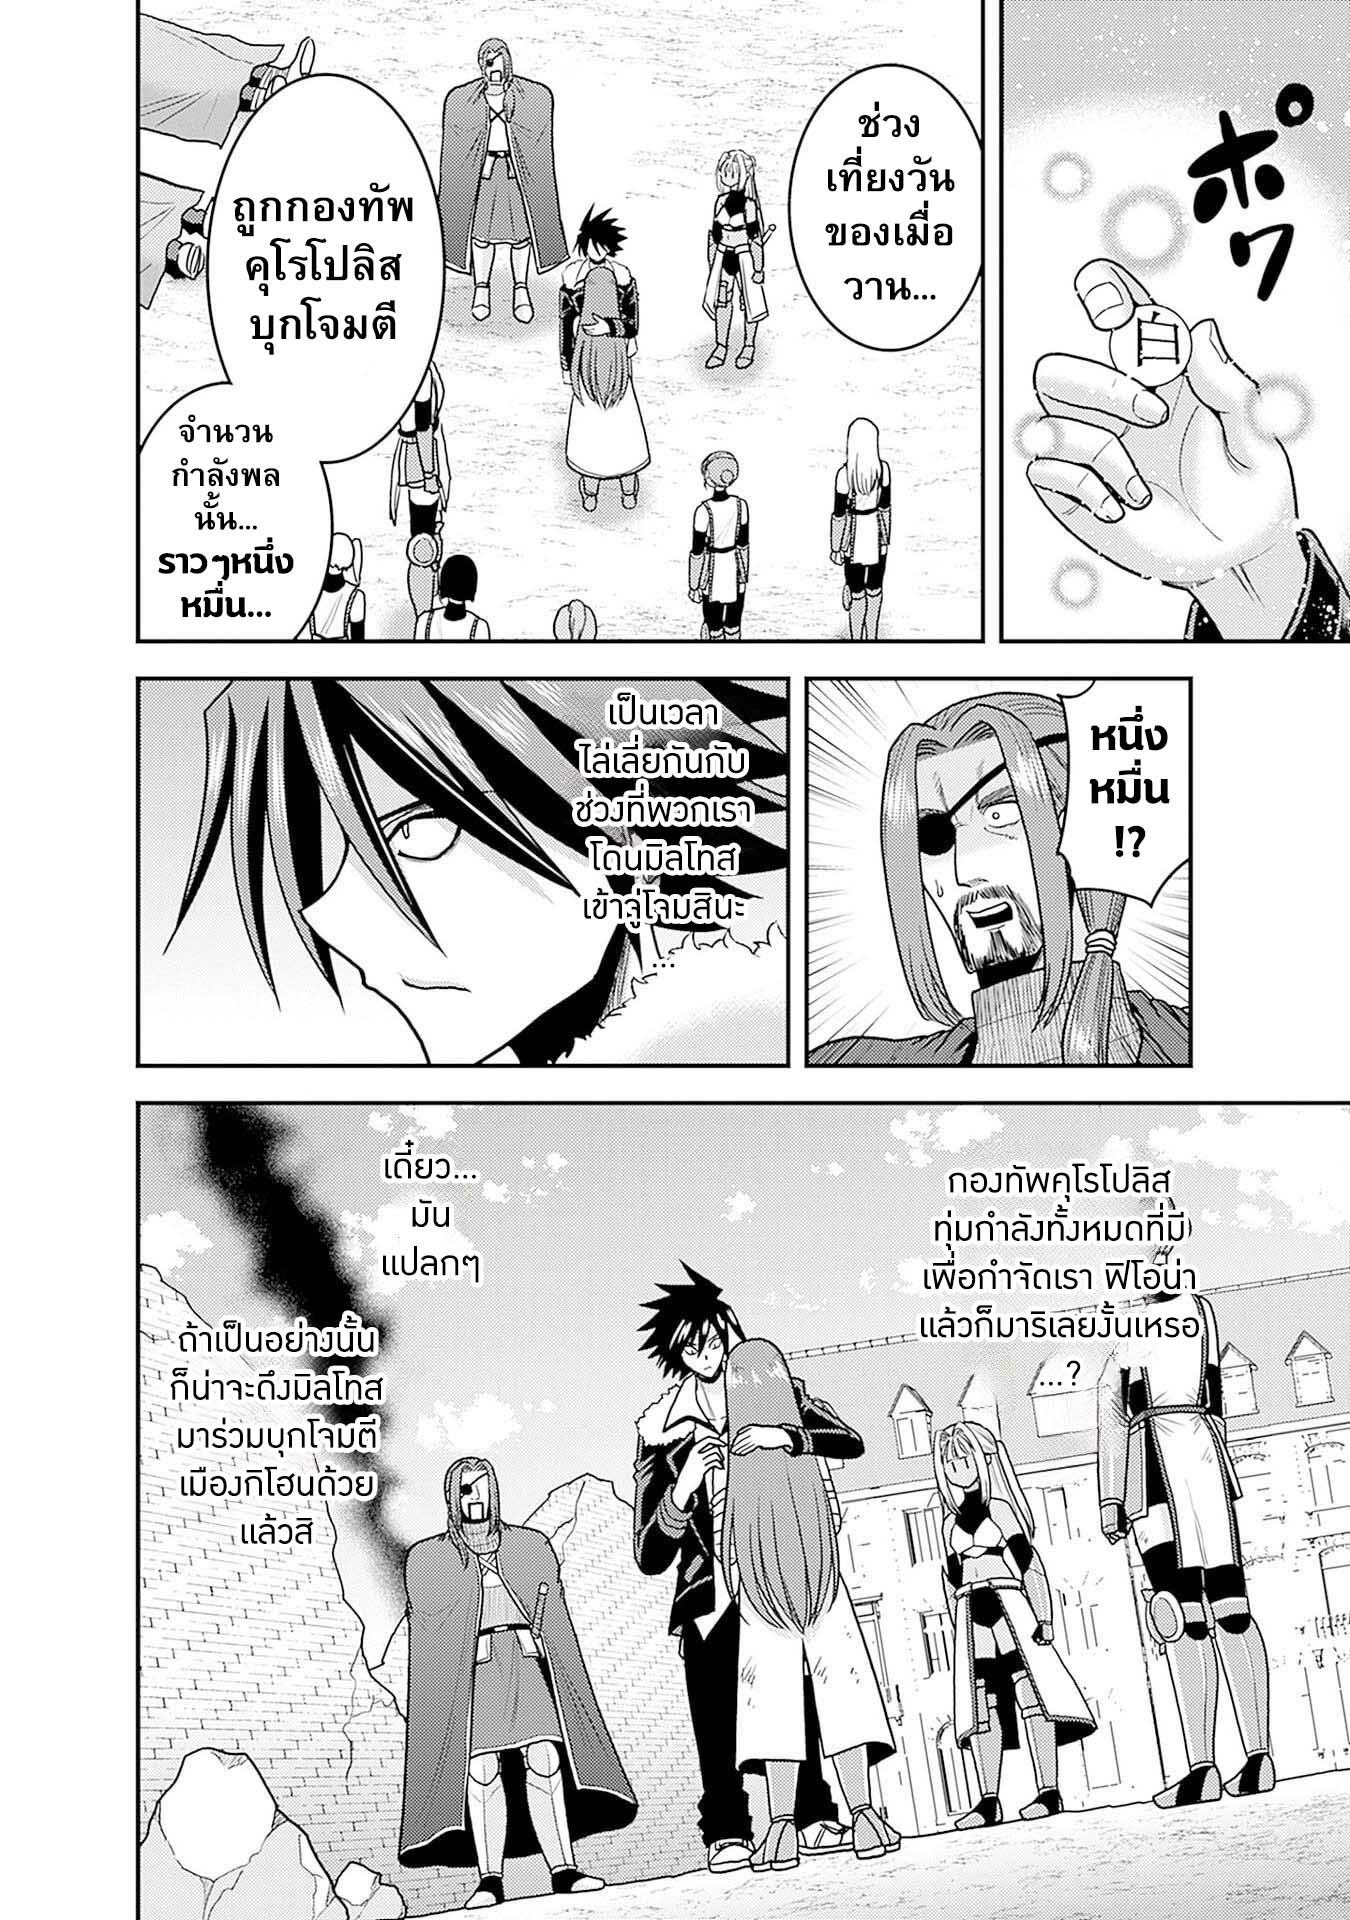 ポワ
白
ช่วง
เที่ยงวัน
ของเมื่อ
วาน...
ถูกกองทัพ
คุโรโปลิส
บุกโจมตี
จำนวน
กำลังพล
นั้น...
ราวๆหนึ่ง
หมื่น...
หนึ่ง
หมื่น
!?
เป็นเวลา
ไล่เลี่ยกันกับ
ช่วงที่พวกเรา
โดนมิลโทส
เข้าจู่โจมสินะ
...
กองทัพคุโรโปลิส
ทุ่มกำลังทั้งหมดที่มี
เพื่อกำจัดเรา ฟิโอน่า
แล้วก็มาริเลยงั้นเหรอ
...?
เดี๋ยว...
มัน
แปลกๆ
ถ้าเป็นอย่างนั้น
ก็น่าจะดึงมิลโทส
มาร่วมบุกโจมตี
เมืองกิโฮนด้วย
แล้วสิ